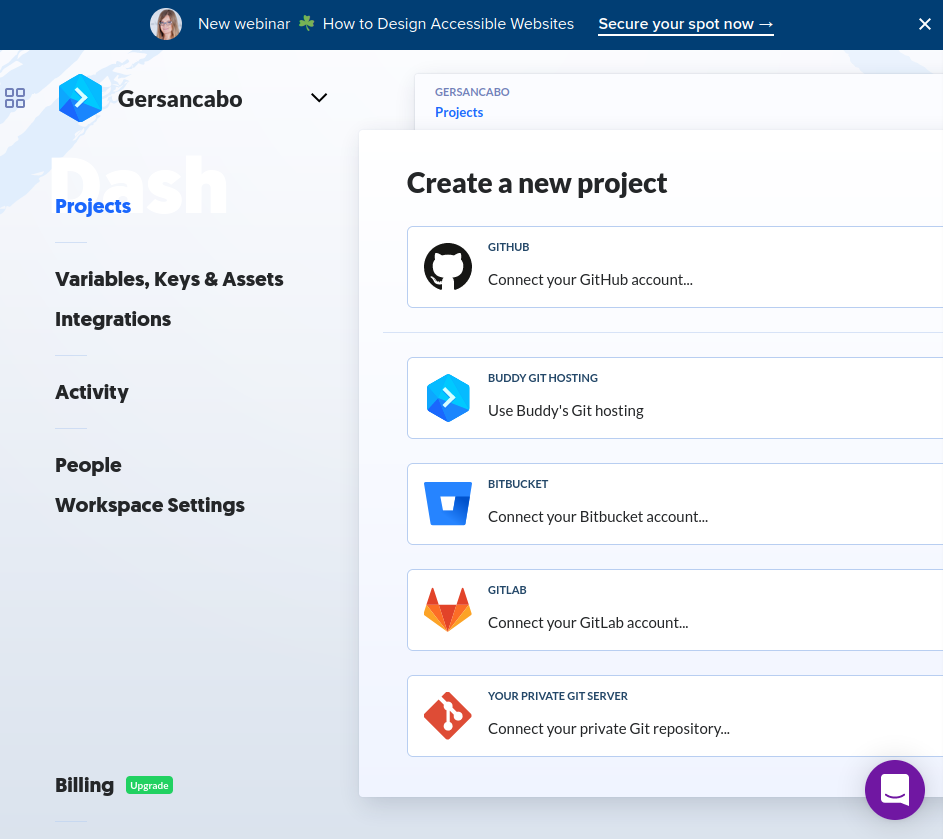 New webinar ☘️ How to Design Accessible Websites Secure your spot now →
Gersancabo
Dash
Projects
Variables, Keys & Assets
Integrations
Activity
People
Workspace Settings
Billing Upgrade
GERSANCABO
Projects
Create a new project
GITHUB
Connect your GitHub account...
BUDDY GIT HOSTING
Use Buddy's Git hosting
BITBUCKET
Connect your Bitbucket account...
GITLAB
Connect your GitLab account...
YOUR PRIVATE GIT SERVER
Connect your private Git repository...